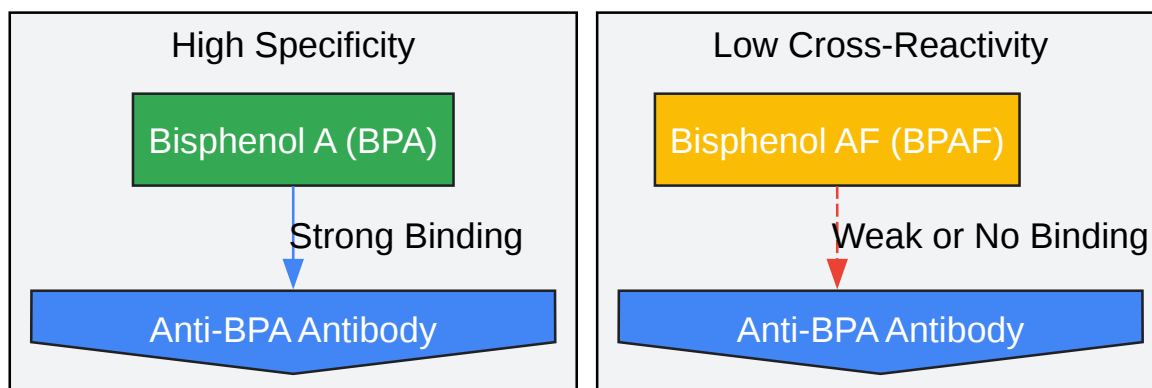 High Specificity
Bisphenol A (BPA)
Strong Binding
Anti-BPA Antibody
Low Cross-Reactivity
Bisphenol AF (BPAF)
Weak or No Binding
Anti-BPA Antibody